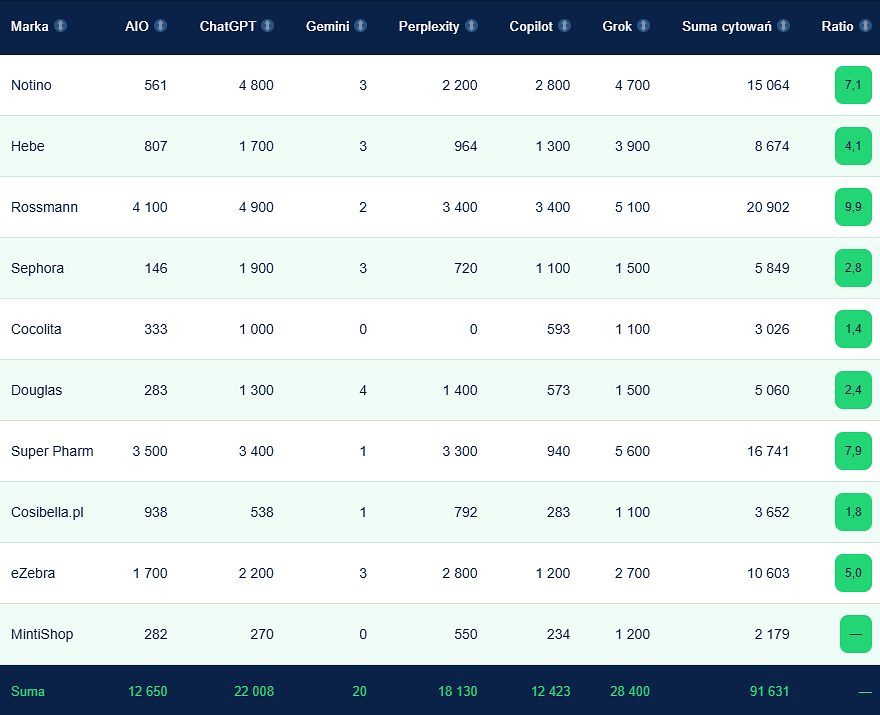 Marka AIO ChatGPT Gemini Perplexity Copilot Grok Suma cytowań Ratio
Notino 561 4 800 3 2 200 2 800 4 700 15 064 7,1
Hebe 807 1 700 3 964 1 300 3 900 8 674 4,1
Rossmann 4 100 4 900 2 3 400 3 400 5 100 20 902 9,9
Sephora 146 1 900 3 720 1 100 1 500 5 849 2,8
Cocolita 333 1 000 0 0 593 1 100 3 026 1,4
Douglas 283 1 300 4 1 400 573 1 500 5 060 2,4
Super Pharm 3 500 3 400 1 3 300 940 5 600 16 741 7,9
Cosibella.pl 938 538 1 792 283 1 100 3 652 1,8
eZebra 1 700 2 200 3 2 800 1 200 2 700 10 603 5,0
MintiShop 282 270 0 550 234 1 200 2 179 —
Suma 12 650 22 008 20 18 130 12 423 28 400 91 631 —